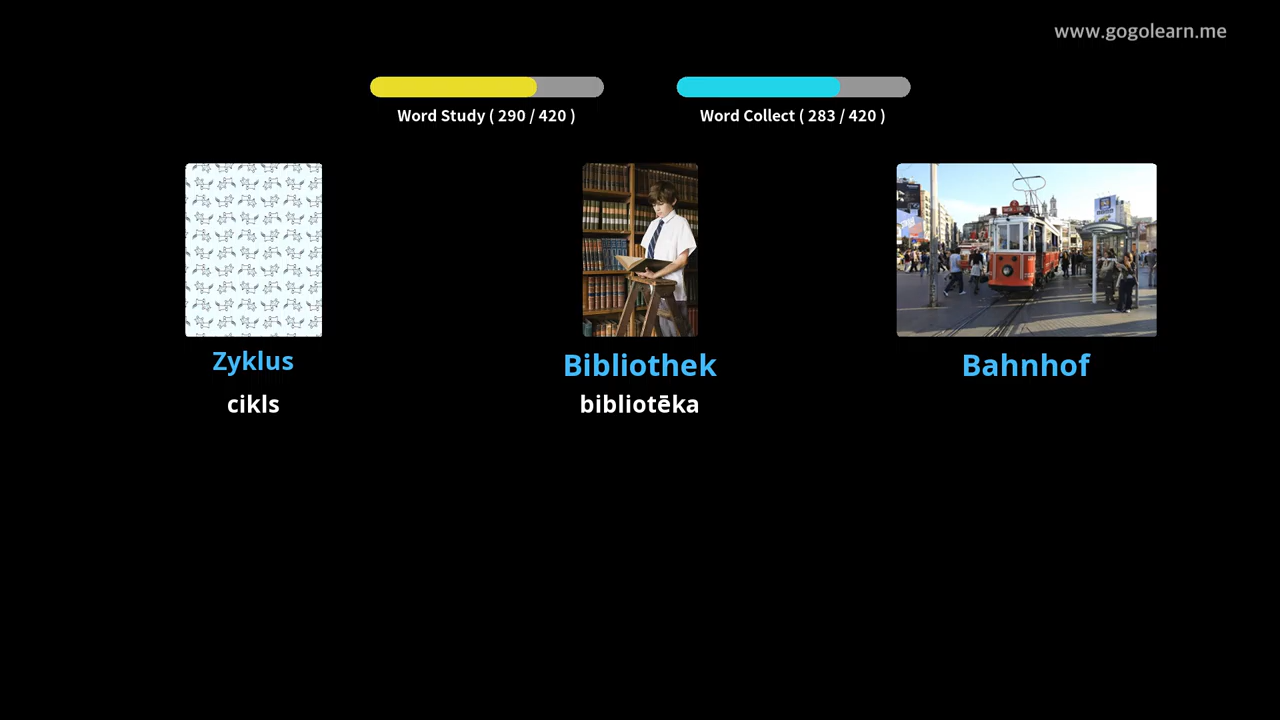 www.gogolearn.me
Word Study ( 290 / 420 )
Word Collect ( 283 / 420 )
Zyklus
Bibliothek
Bahnhof
cikls
bibliotēka